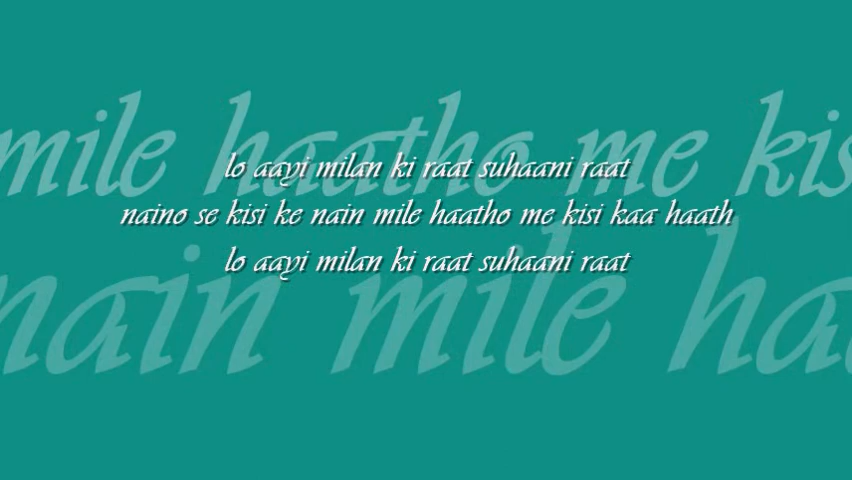 mile haatho me kis
lo aayi milan ki raat suhaani raat
naino se kisi ke nain mile haatho me kisi kaa haath
lo aayi milan ki raat suhaani raat
nain mile ha